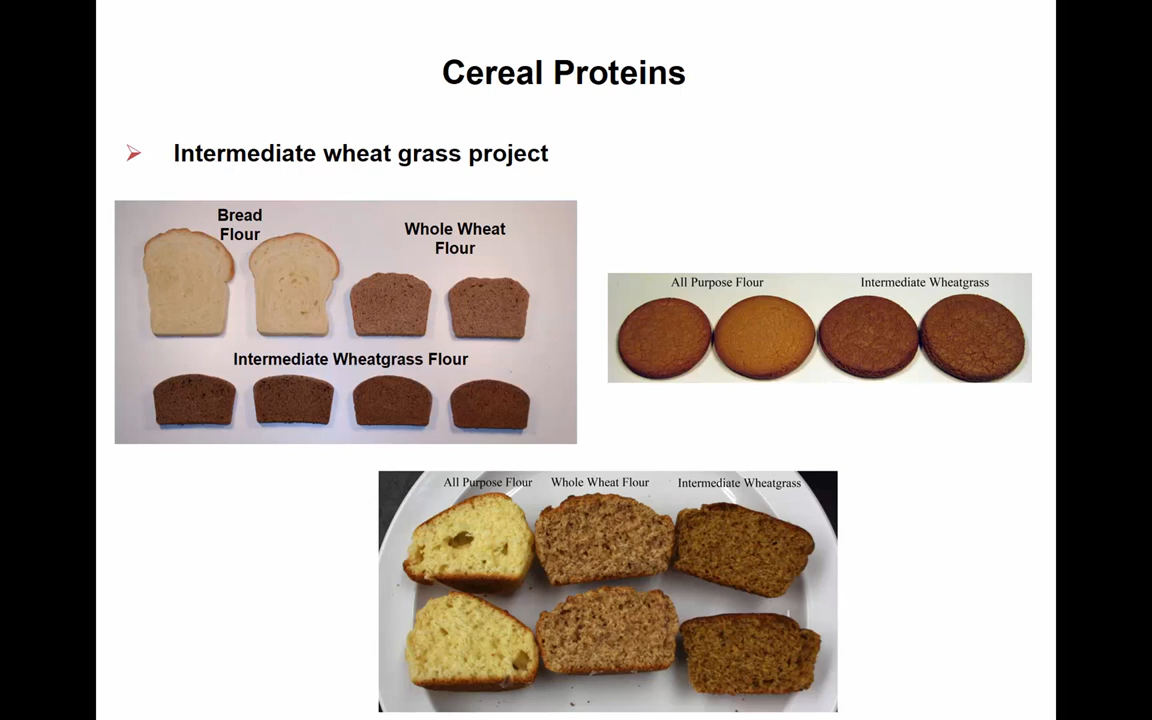 Cereal Proteins
Intermediate wheat grass project
Bread
Flour
Whole Wheat
Flour
Intermediate Wheatgrass Flour
All Purpose Flour
Intermediate Wheatgrass
All Purpose Flour
Whole Wheat Flour
Intermediate Wheatgrass